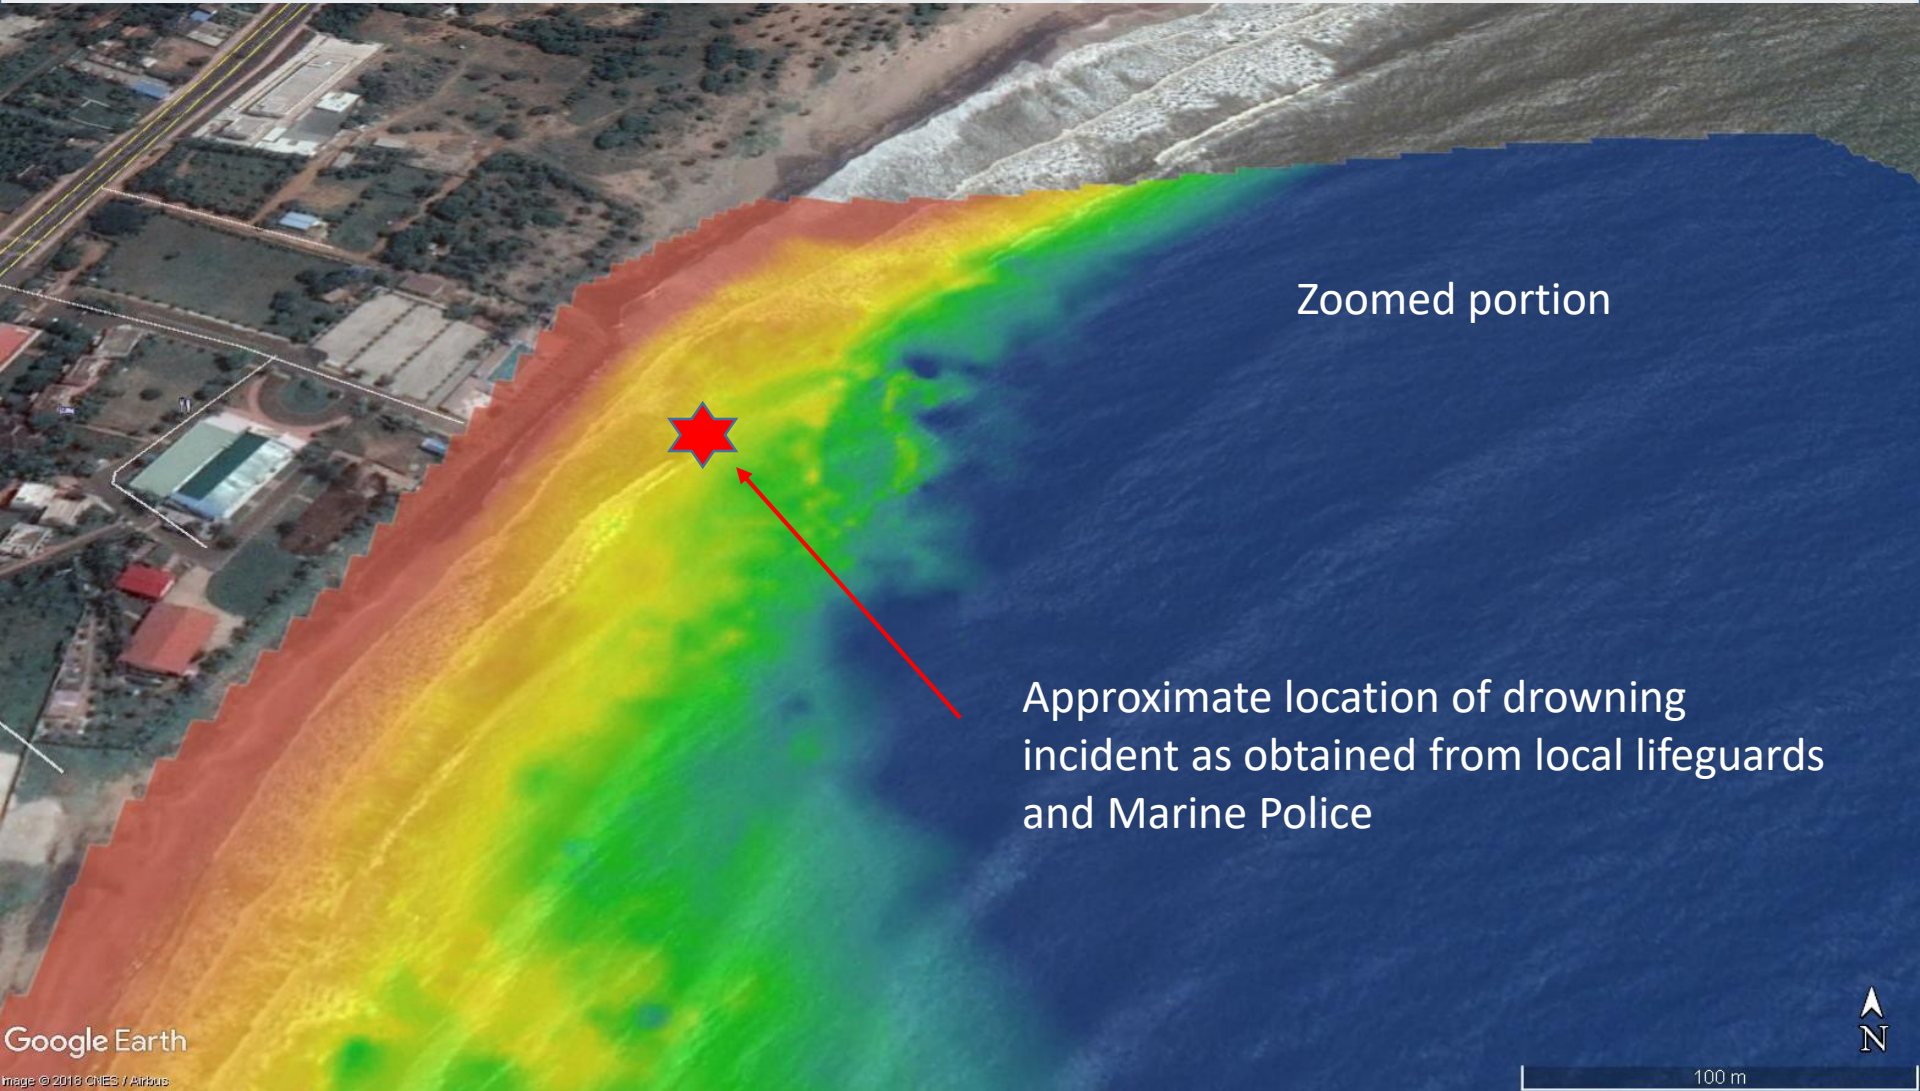 Zoomed portion
Approximate location of drowning
incident as obtained from local lifeguards
and Marine Police
Google Earth
Image © 2018 CNES / Airbus
N
100 m